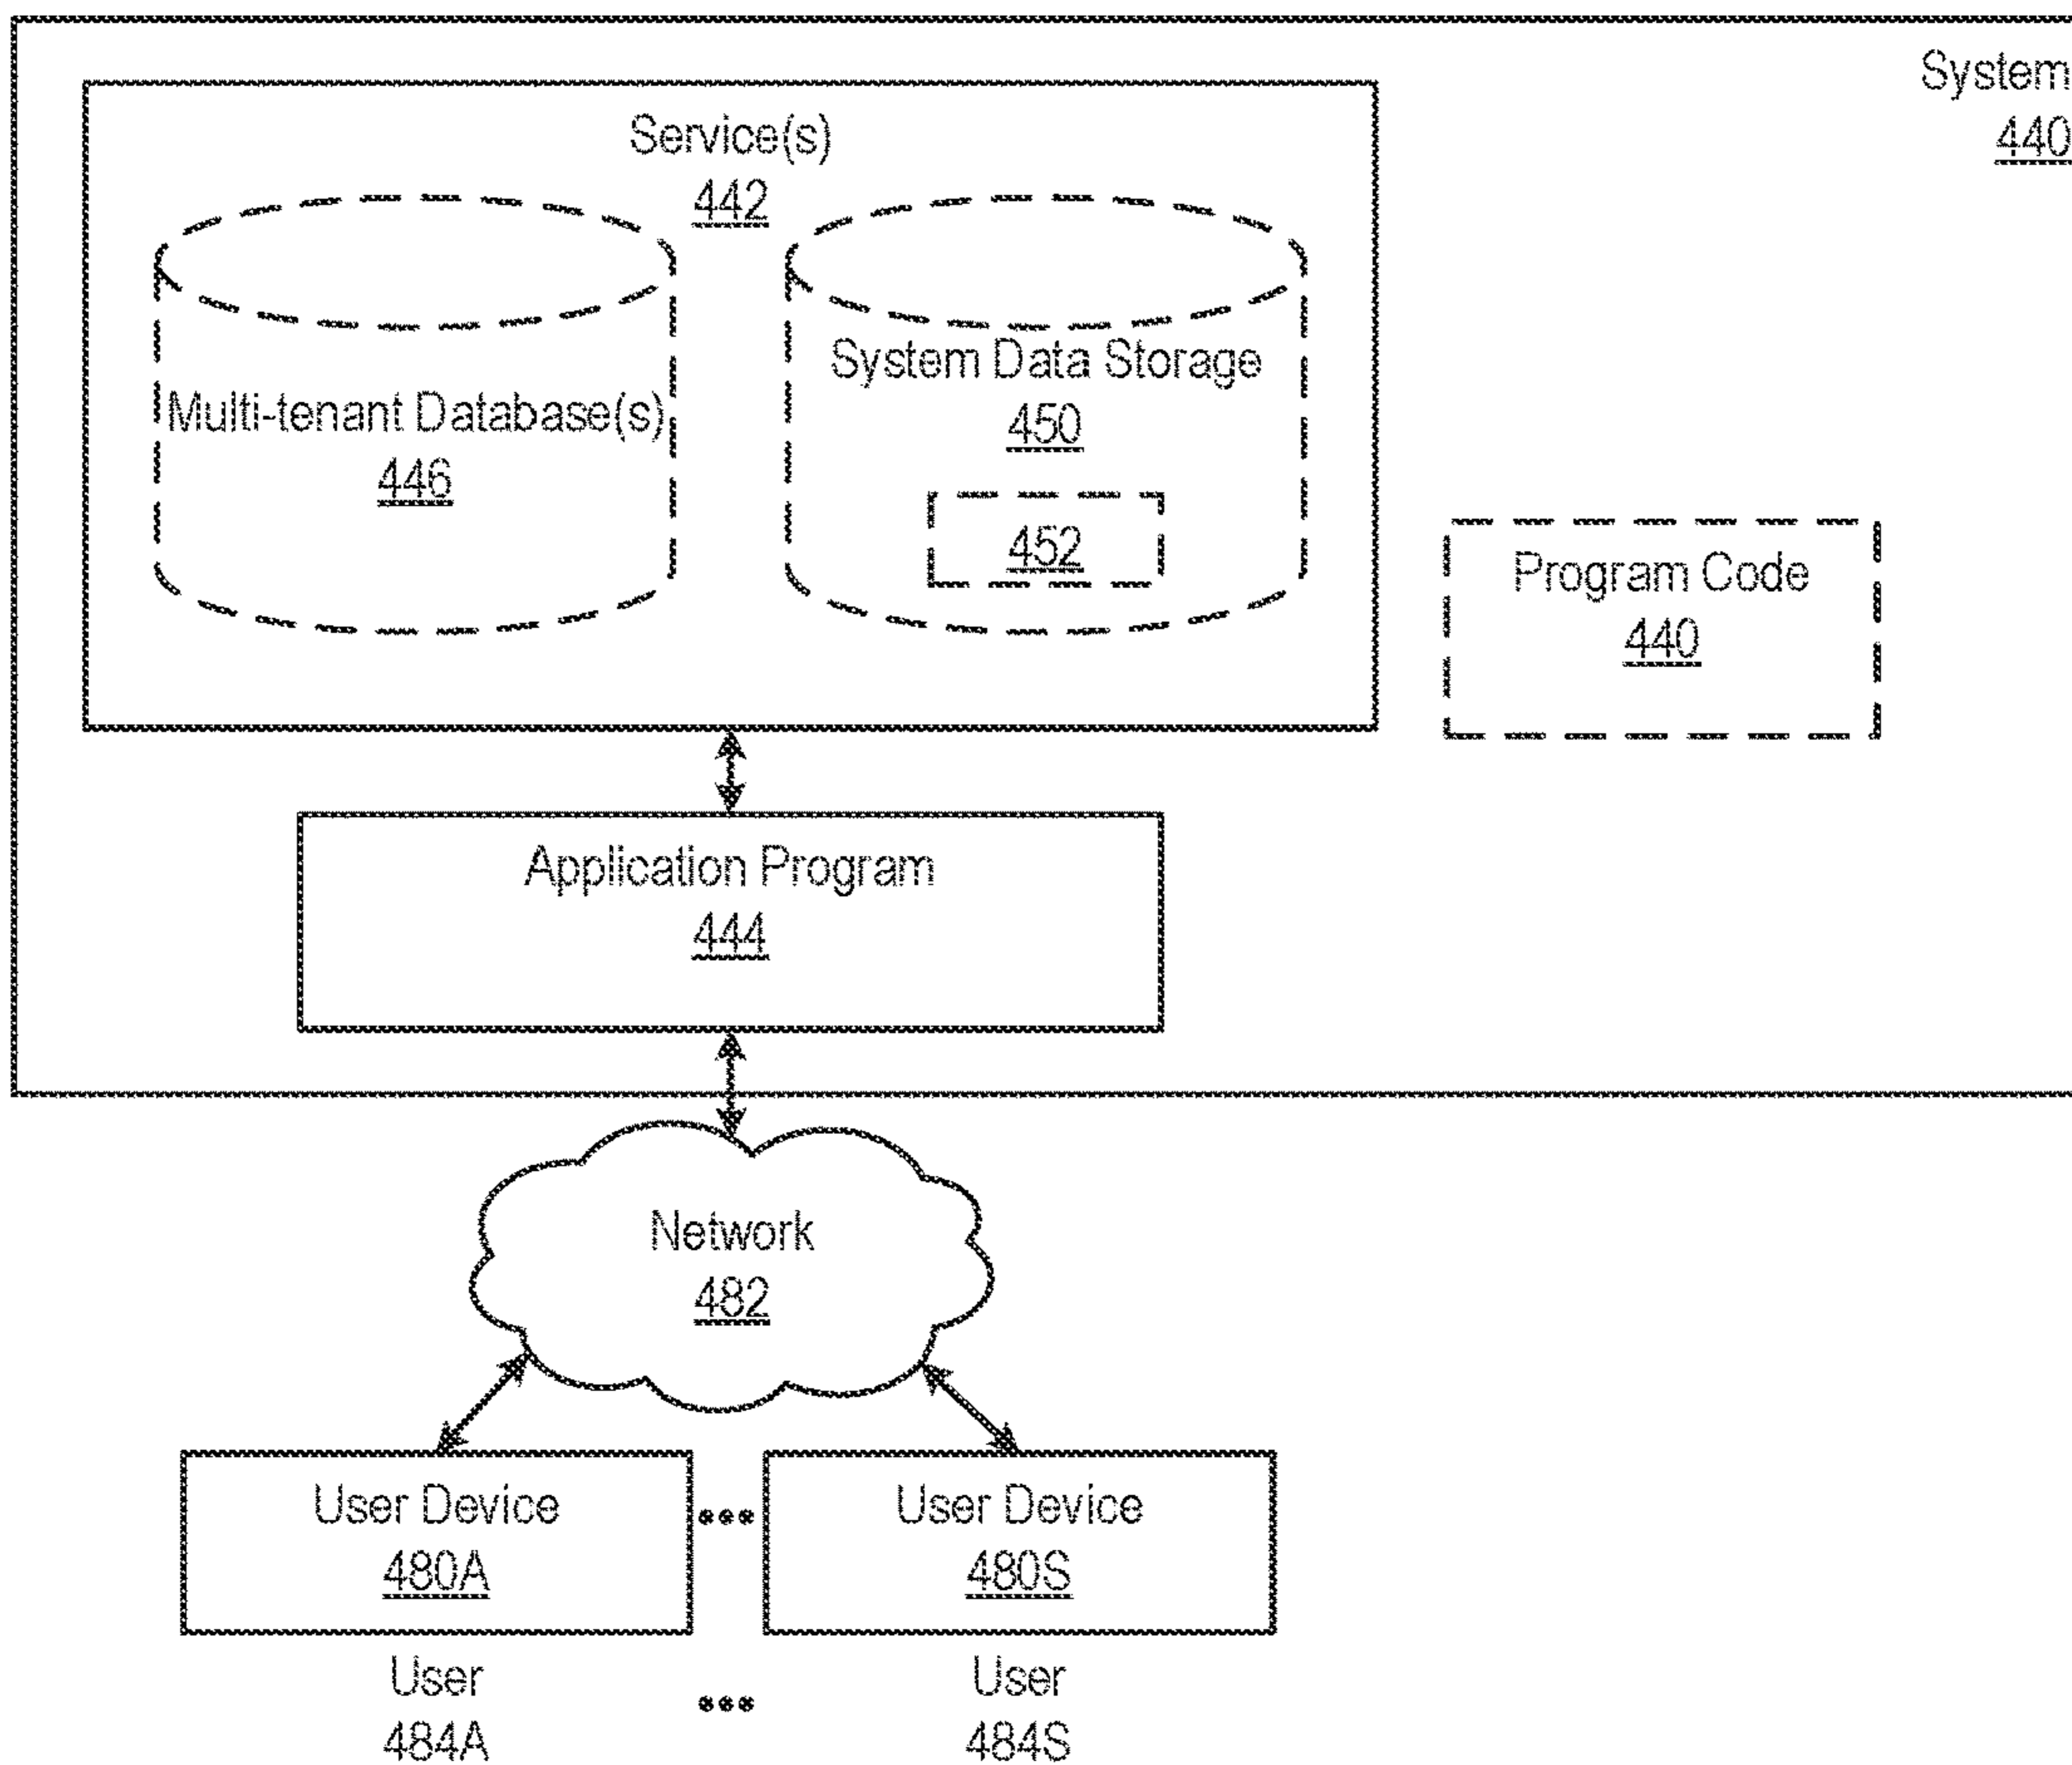 System
440
Service(s)
442
Multi-tenant Database(s)
446
System Data Storage
450
452
Program Code
440
Application Program
444
Network
482
User Device
480A
•••
User Device
480S
User
484A
•••
User
484S